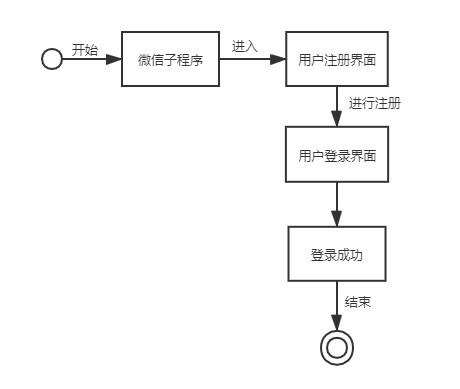 开始
微信子程序
进入
用户注册界面
进行注册
用户登录界面
登录成功
结束